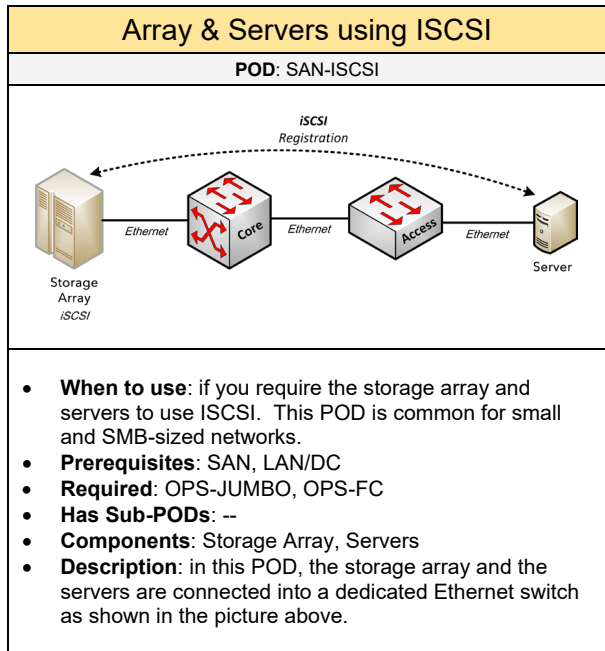 Array & Servers using ISCSI
POD: SAN-ISCSI
iSCSI
Registration
Ethernet
Core
Ethernet
Access
Ethernet
Storage
Array
iSCSI
Server
• When to use: if you require the storage array and
servers to use ISCSI. This POD is common for small
and SMB-sized networks.
• Prerequisites: SAN, LAN/DC
• Required: OPS-JUMBO, OPS-FC
• Has Sub-PODs: --
• Components: Storage Array, Servers
• Description: in this POD, the storage array and the
servers are connected into a dedicated Ethernet switch
as shown in the picture above.